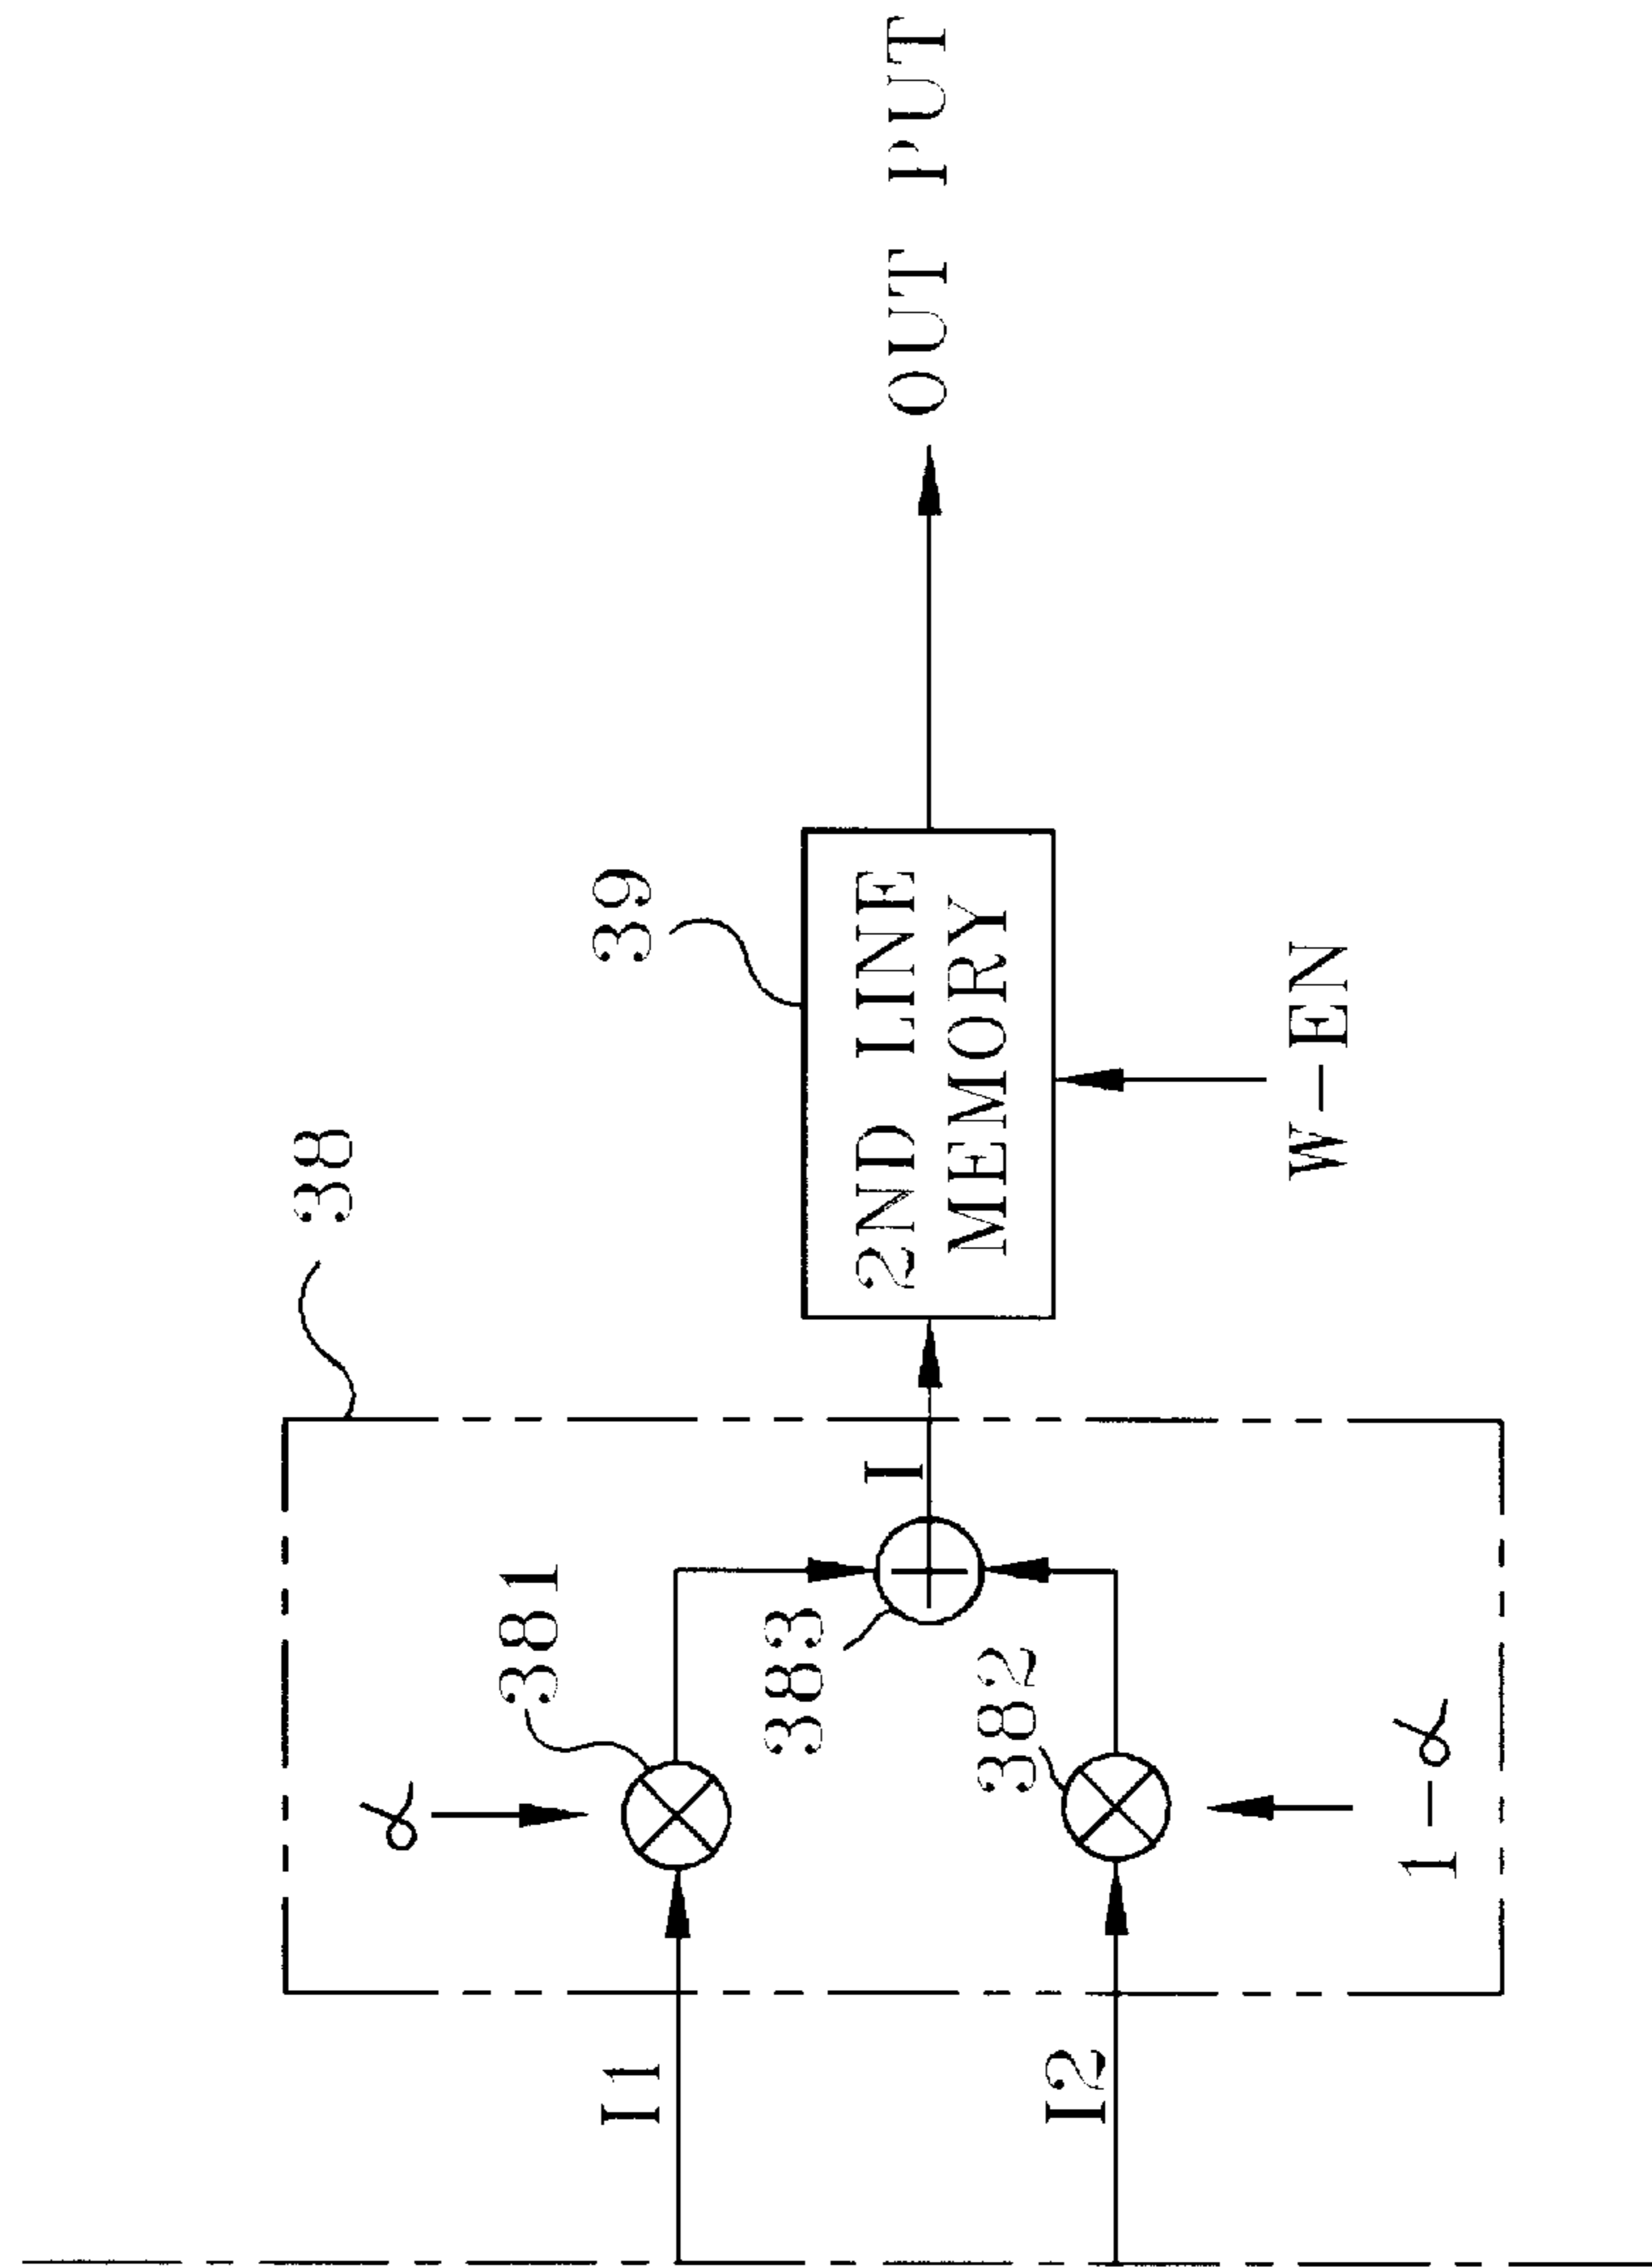 38
α
381
I1
383
I
39
2ND LINE
MEMORY
OUT PUT
I2
382
1-α
W-EN